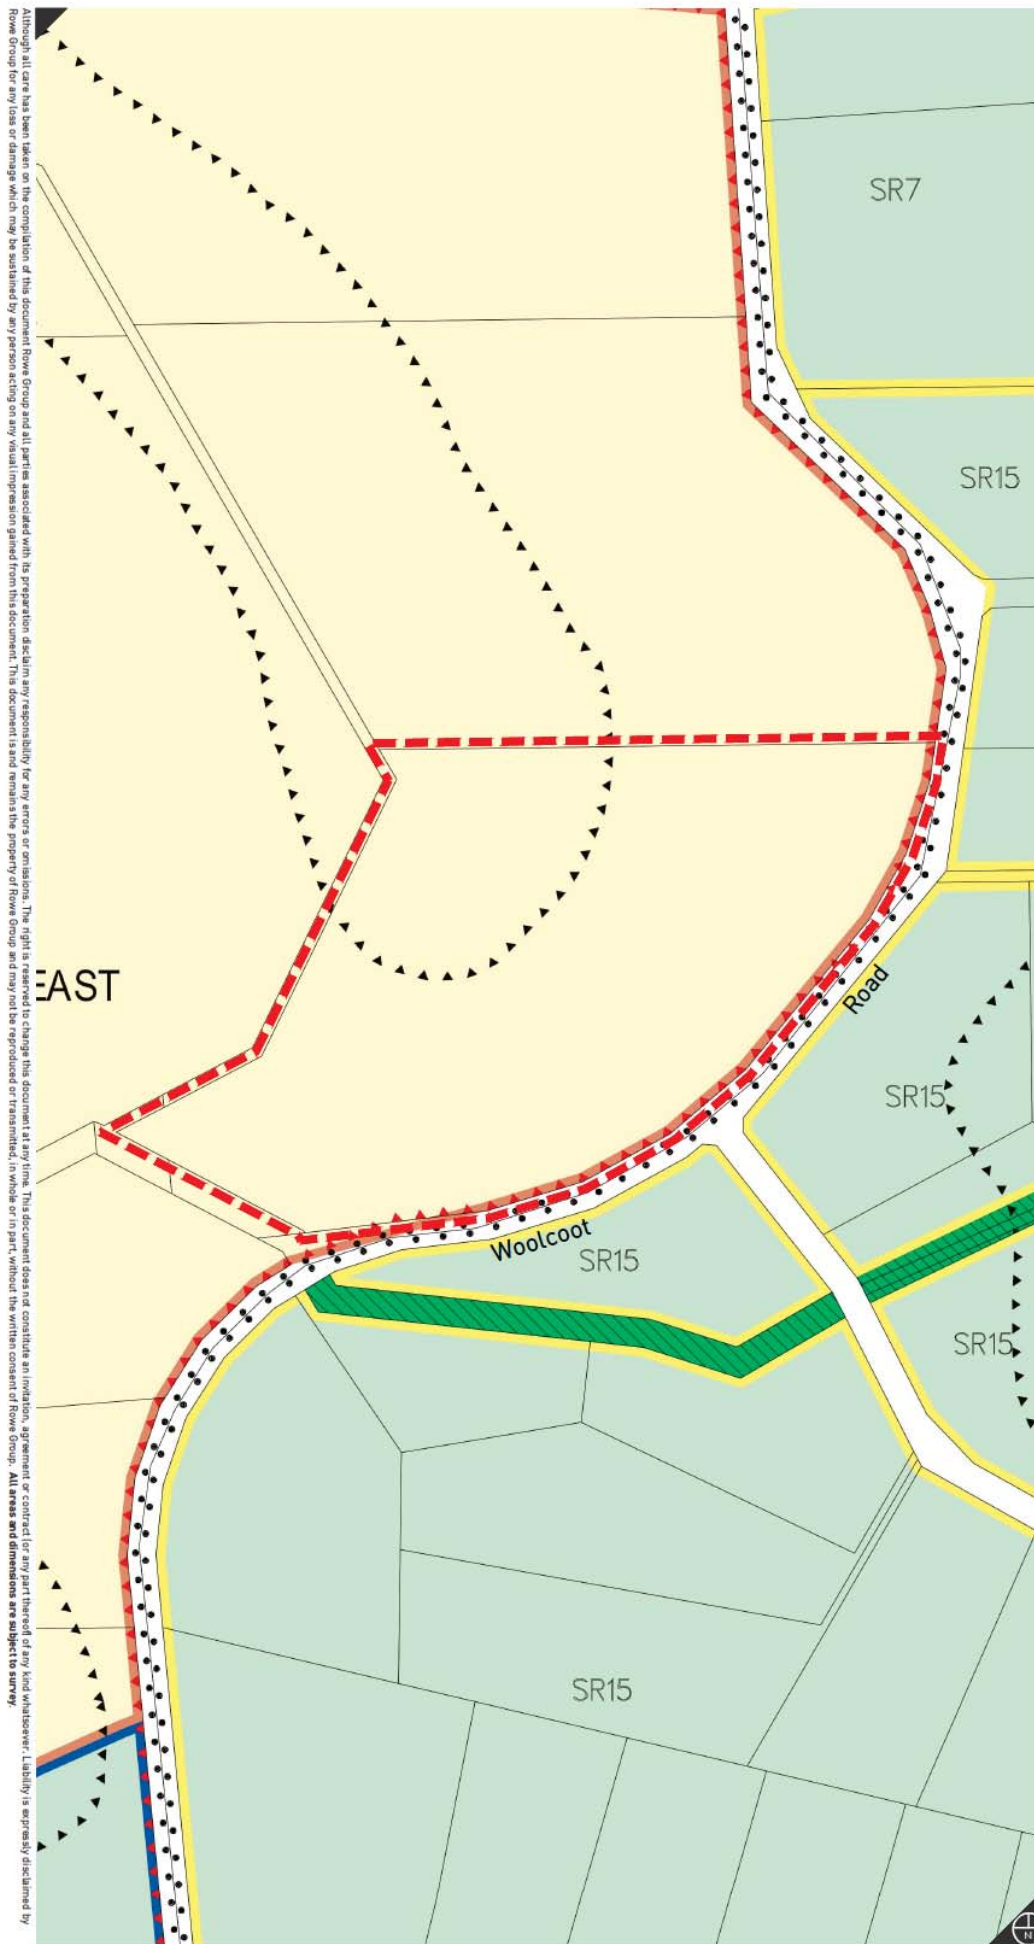 Although all care has been taken on the compilation of this document Rowe Group and all parties associated with its preparation disclaim any responsibility for any errors or omissions. The right is reserved to change this document at any time. This document does not constitute an invitation, agreement or contract (or any part thereof) of any kind whatsoever. Liability is expressly disclaimed by
Rowe Group for any loss or damage which may be sustained by any person acting on any visual impression gained from this document. This document is and remains the property of Rowe Group and may not be reproduced or transmitted, in whole or in part, without the written consent of Rowe Group. All areas and dimensions are subject to survey.
SR7
SR15
EAST
Road
SR15
Woolcoot
SR15
SR15
SR15
N